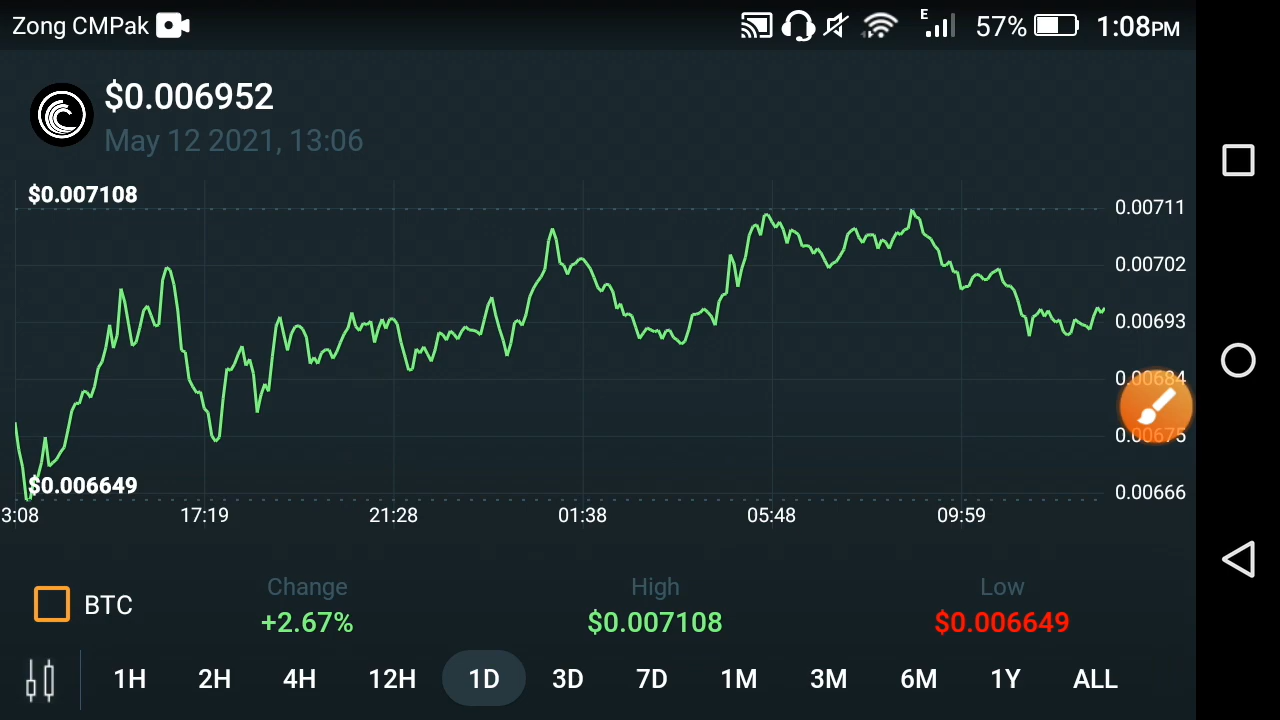 Zong CMPak
E
57%
1:08PM
$0.006952
May 12 2021, 13:06
$0.007108
0.00711
0.00702
0.00693
0.00684
0.00675
$0.006649
0.00666
3:08 17:19 21:28 01:38 05:48 09:59
BTC
Change High Low
+2.67% $0.007108 $0.006649
1H 2H 4H 12H 1D 3D 7D 1M 3M 6M 1Y ALL